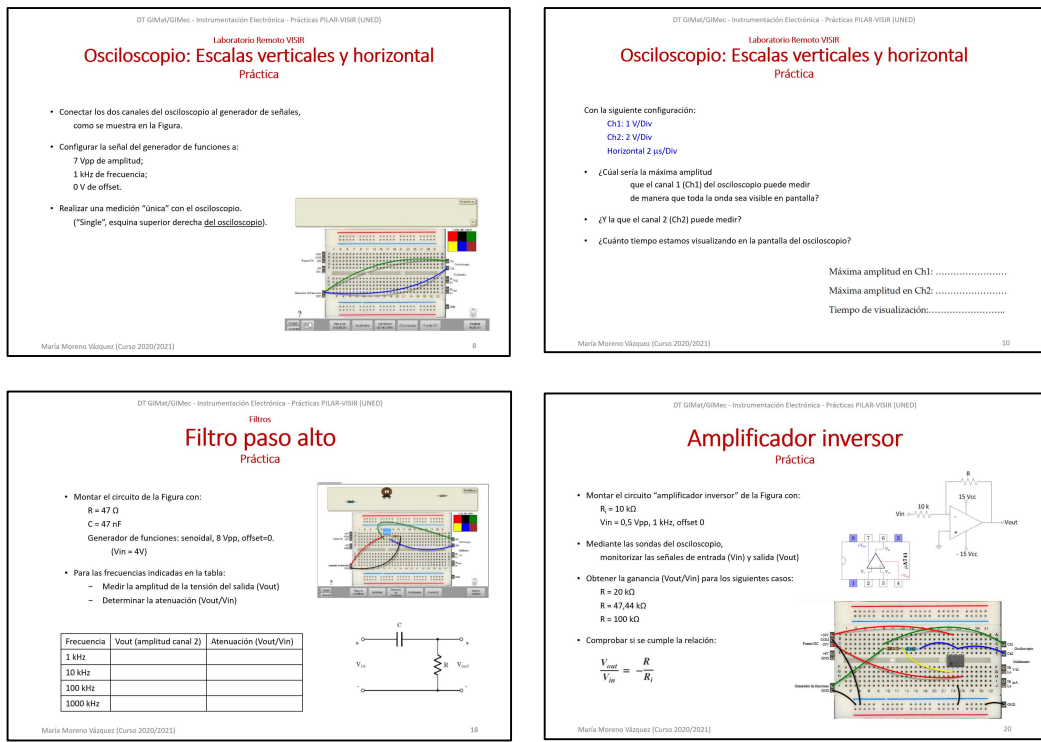 DT GIMat/GIMec - Instrumentación Electrónica - Prácticas PILAR-VISIR (UNED)
Laboratorio Remoto VISIR
Osciloscopio: Escalas verticales y horizontal
Práctica
• Conectar los dos canales del osciloscopio al generador de señales,
como se muestra en la Figura.
• Configurar la señal del generador de funciones a:
7 Vpp de amplitud;
1 kHz de frecuencia;
0 V de offset.
• Realizar una medición "única" con el osciloscopio.
("Single", esquina superior derecha del osciloscopio).
María Moreno Vázquez (Curso 2020/2021)
8
DT GIMat/GIMec - Instrumentación Electrónica - Prácticas PILAR-VISIR (UNED)
Laboratorio Remoto VISIR
Osciloscopio: Escalas verticales y horizontal
Práctica
Con la siguiente configuración:
Ch1: 1 V/Div
Ch2: 2 V/Div
Horizontal 2 µs/Div
• ¿Cúal sería la máxima amplitud
que el canal 1 (Ch1) del osciloscopio puede medir
de manera que toda la onda sea visible en pantalla?
• ¿Y la que el canal 2 (Ch2) puede medir?
• ¿Cuánto tiempo estamos visualizando en la pantalla del osciloscopio?
Máxima amplitud en Ch1: ……………………
Máxima amplitud en Ch2: ……………………
Tiempo de visualización:……………………..
María Moreno Vázquez (Curso 2020/2021)
10
DT GIMat/GIMec - Instrumentación Electrónica - Prácticas PILAR-VISIR (UNED)
Filtros
Filtro paso alto
Práctica
• Montar el circuito de la Figura con:
R = 47 Ω
C = 47 nF
Generador de funciones: senoidal, 8 Vpp, offset=0.
(Vin = 4V)
• Para las frecuencias indicadas en la tabla:
– Medir la amplitud de la tensión del salida (Vout)
– Determinar la atenuación (Vout/Vin)
Frecuencia Vout (amplitud canal 2) Atenuación (Vout/Vin)
1 kHz
10 kHz
100 kHz
1000 kHz
C
+ +
Vin R Vout
- -
María Moreno Vázquez (Curso 2020/2021)
18
DT GIMat/GIMec - Instrumentación Electrónica - Prácticas PILAR-VISIR (UNED)
Amplificador inversor
Práctica
• Montar el circuito "amplificador inversor" de la Figura con:
Ri = 10 kΩ
Vin = 0,5 Vpp, 1 kHz, offset 0
• Mediante las sondas del osciloscopio,
monitorizar las señales de entrada (Vin) y salida (Vout)
• Obtener la ganancia (Vout/Vin) para los siguientes casos:
R = 20 kΩ
R = 47,44 kΩ
R = 100 kΩ
• Comprobar si se cumple la relación:
Vout/Vin = - R/Ri
R
15 Vcc
10 k
Vin
-
+
Vout
- 15 Vcc
8 7 6 5
µA741
1 2 3 4
María Moreno Vázquez (Curso 2020/2021)
20